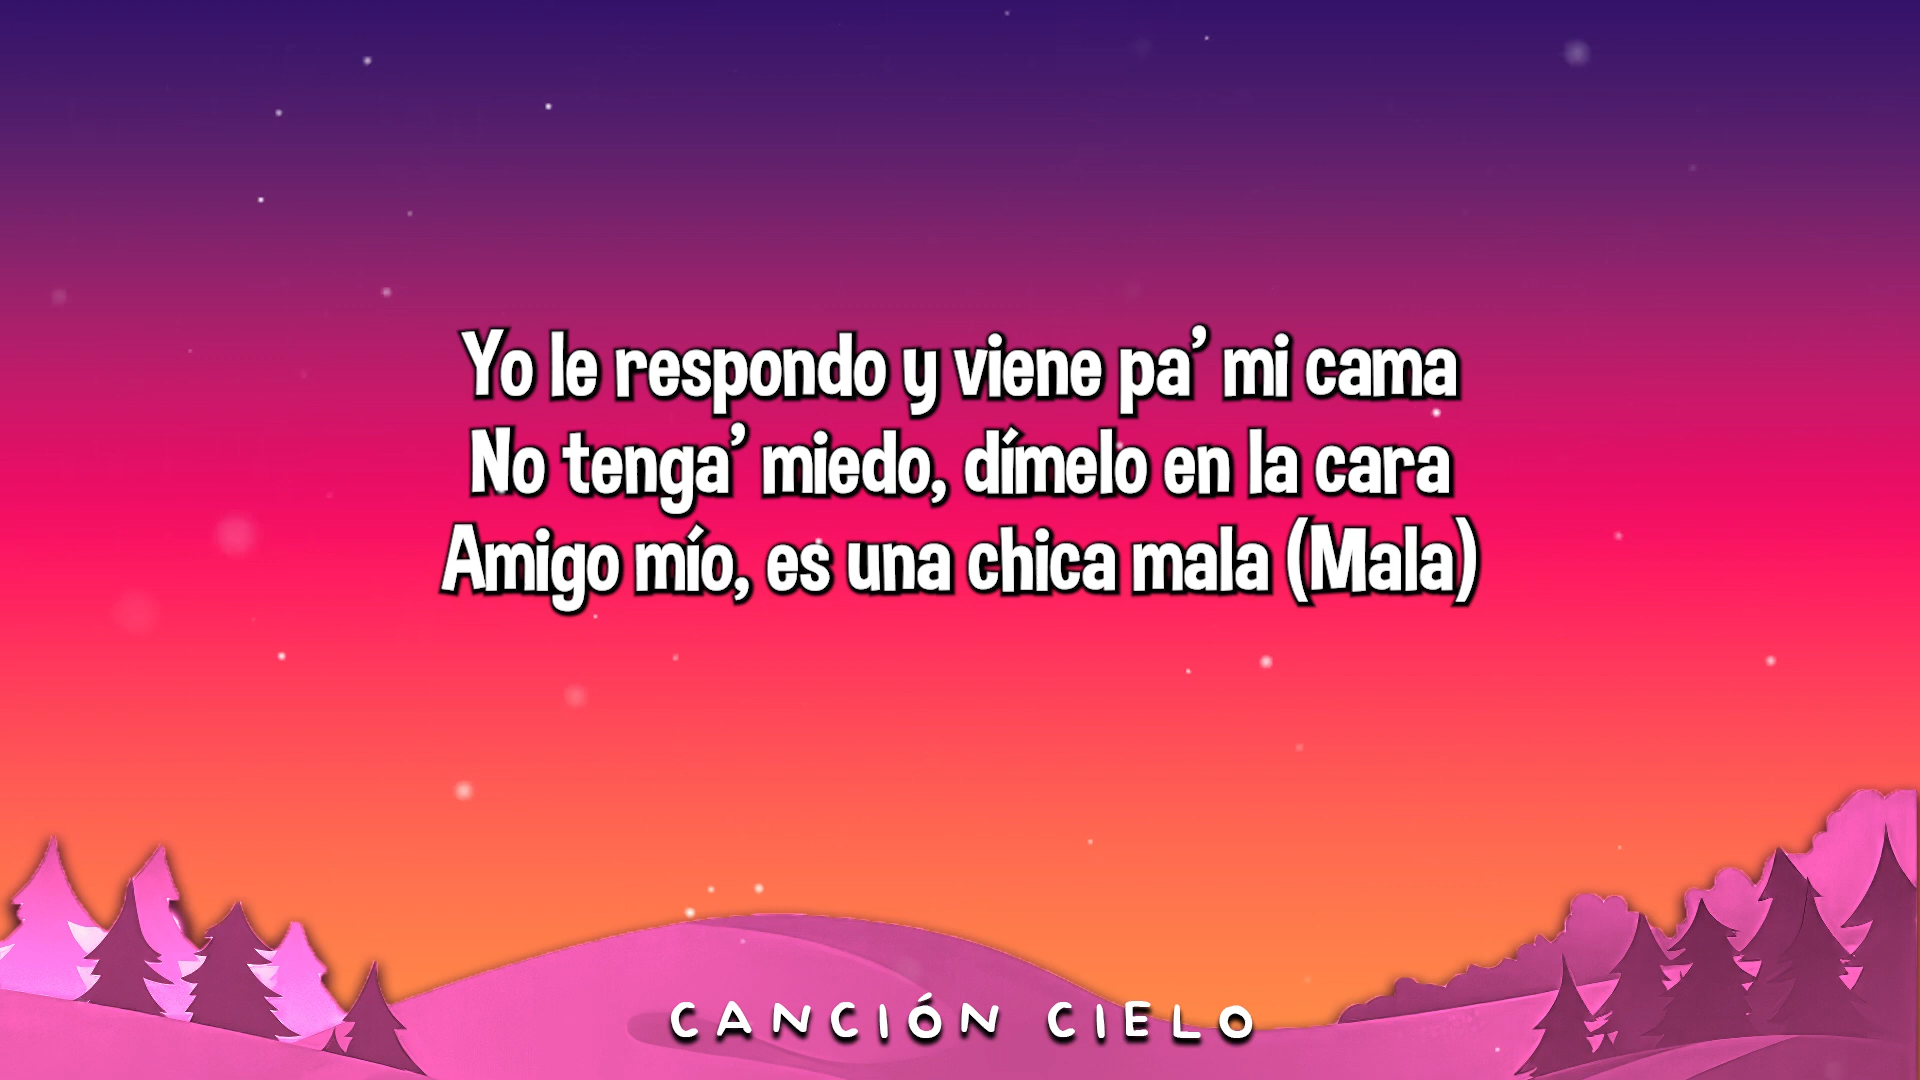 Yo le respondo y viene pa’ mi cama
No tenga’ miedo, dímelo en la cara
Amigo mío, es una chica mala (Mala)
CANCIÓN CIELO